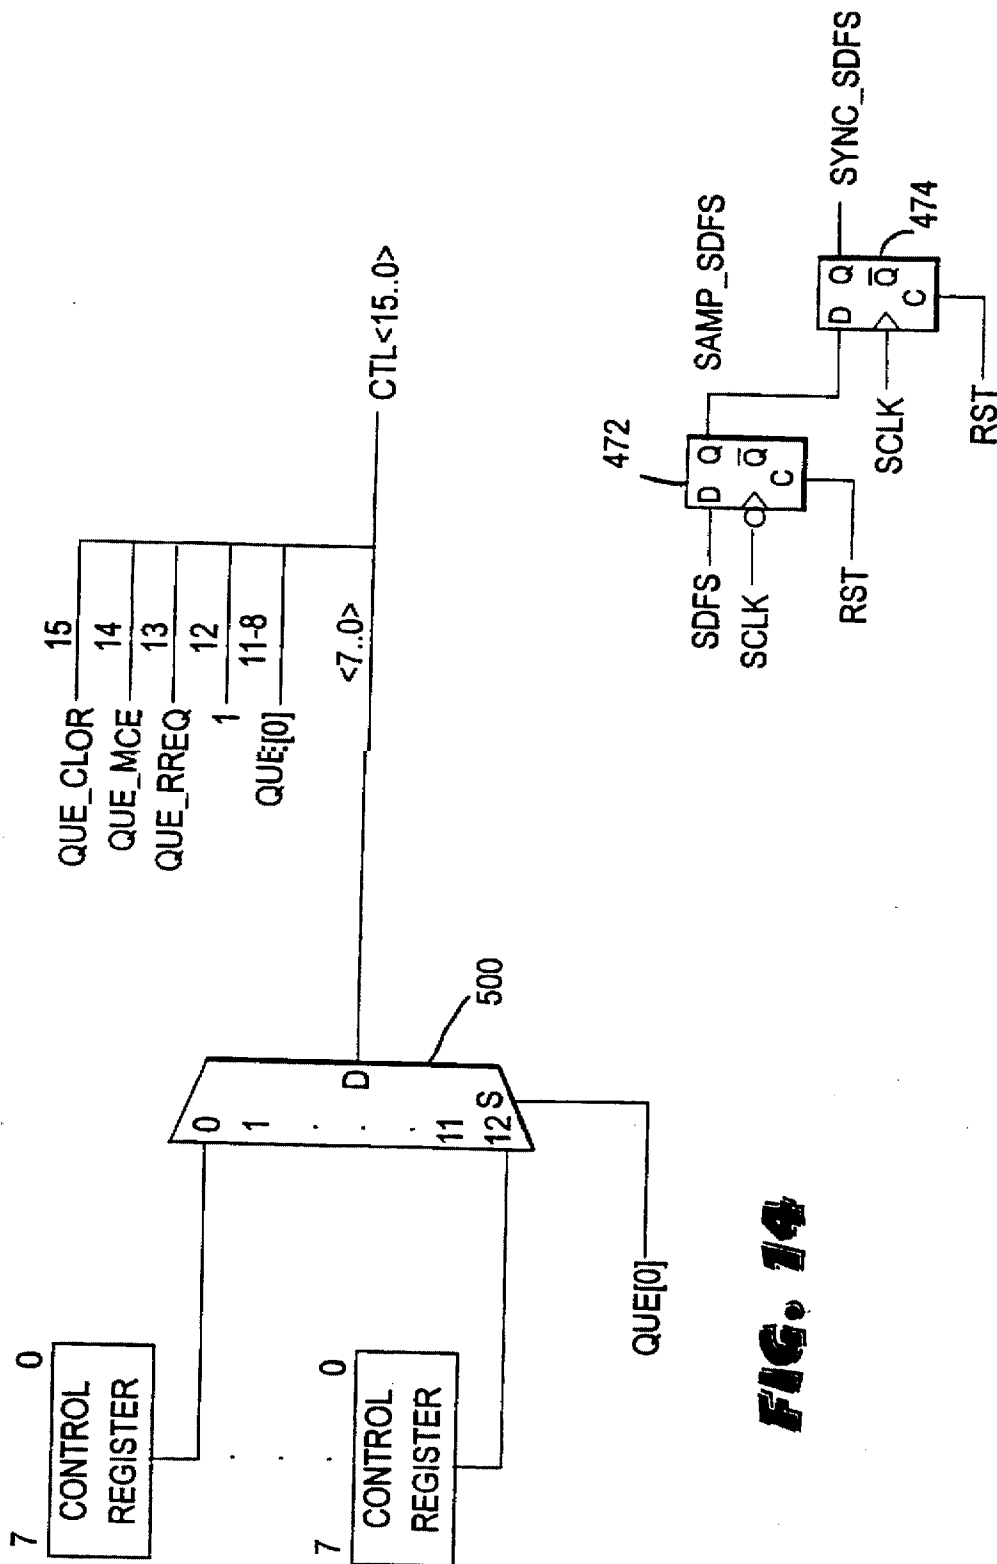 7
0
CONTROL
REGISTER
7
0
CONTROL
REGISTER
0
1
11
12
S
D
500
QUE[0]
QUE_CLOR 15
QUE_MCE 14
QUE_RREQ 13
1 12
QUE[0] 11-8
<7..0>
CTL<15..0>
472
SDFS
D Q
Q
C
SCLK
RST
SAMP_SDFS
D Q
Q
C
SCLK
RST
SYNC_SDFS
474
FIG. 14